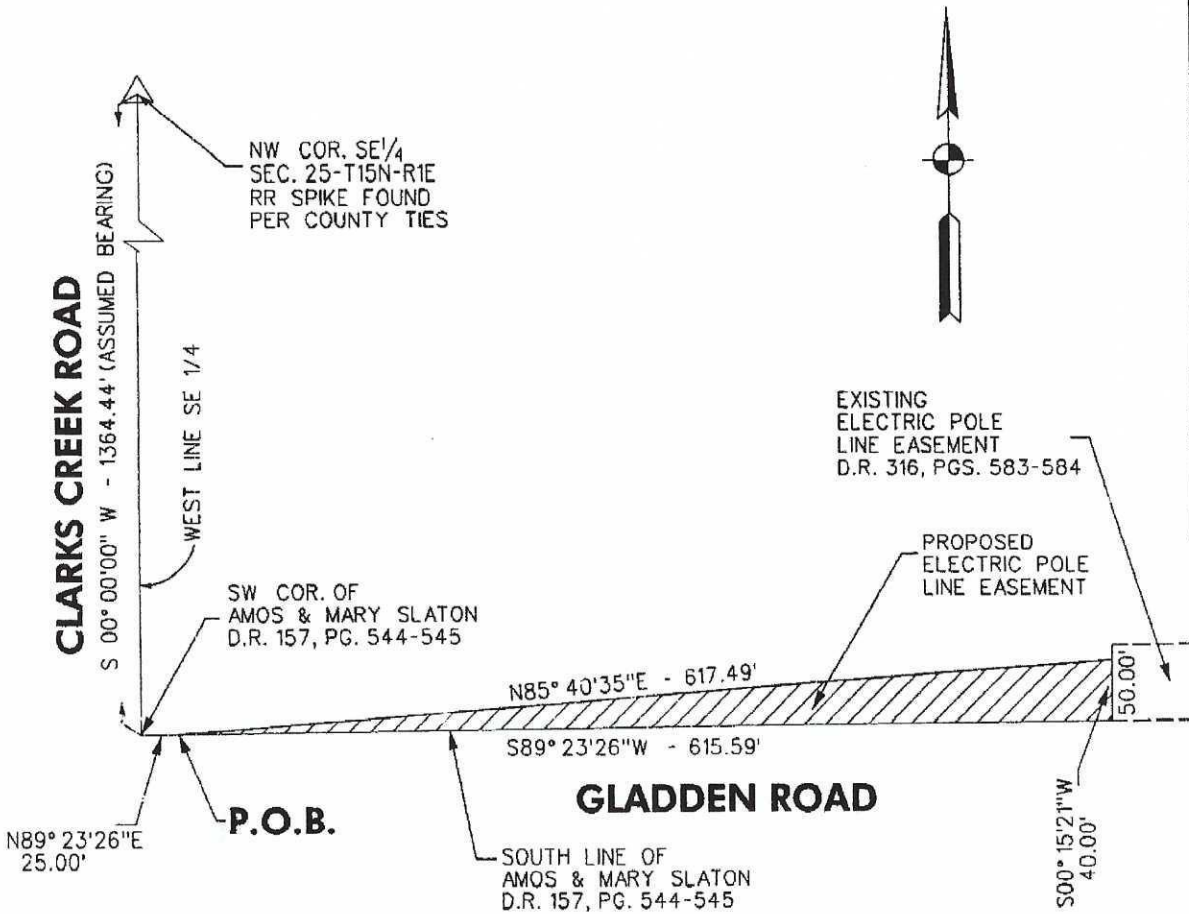 NW COR. SE 1/4
SEC. 25-T15N-R1E
RR SPIKE FOUND
PER COUNTY TIES
CLARKS CREEK ROAD
S 00° 00'00" W - 1364.44' (ASSUMED BEARING)
WEST LINE SE 1/4
EXISTING
ELECTRIC POLE
LINE EASEMENT
D.R. 316, PGS. 583-584
PROPOSED
ELECTRIC POLE
LINE EASEMENT
SW COR. OF
AMOS & MARY SLATON
D.R. 157, PG. 544-545
N85° 40'35"E - 617.49'
50.00'
S89° 23'26"W - 615.59'
GLADDEN ROAD
P.O.B.
N89° 23'26"E
25.00'
S00° 15'21"W
40.00'
SOUTH LINE OF
AMOS & MARY SLATON
D.R. 157, PG. 544-545